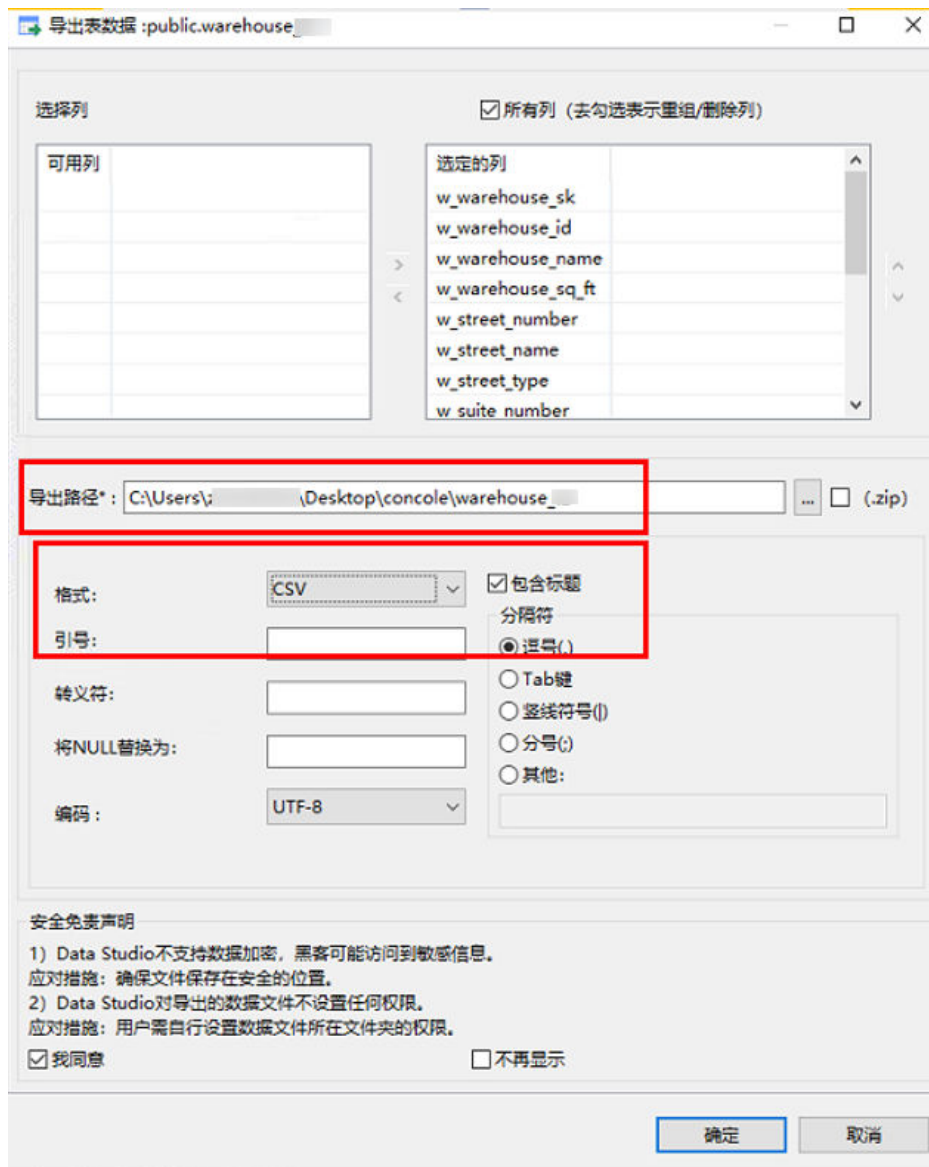 导出表数据 :public.warehouse_
选择列
所有列（去勾选表示重组/删除列）
可用列
选定的列
w_warehouse_sk
w_warehouse_id
w_warehouse_name
w_warehouse_sq_ft
w_street_number
w_street_name
w_street_type
w_suite_number
导出路径*： C:\Users\z \Desktop\concole\warehouse_ ... (.zip)
格式： CSV 包含标题
分隔符
引号： 逗号(,)
转义符： Tab键
竖线符号(|)
将NULL替换为： 分号(;)
其他：
编码： UTF-8
安全免责声明
1）Data Studio不支持数据加密，黑客可能访问到敏感信息。
应对措施：确保文件保存在安全的位置。
2）Data Studio对导出的数据文件不设置任何权限。
应对措施：用户需自行设置数据文件所在文件夹的权限。
我同意 不再显示
确定 取消